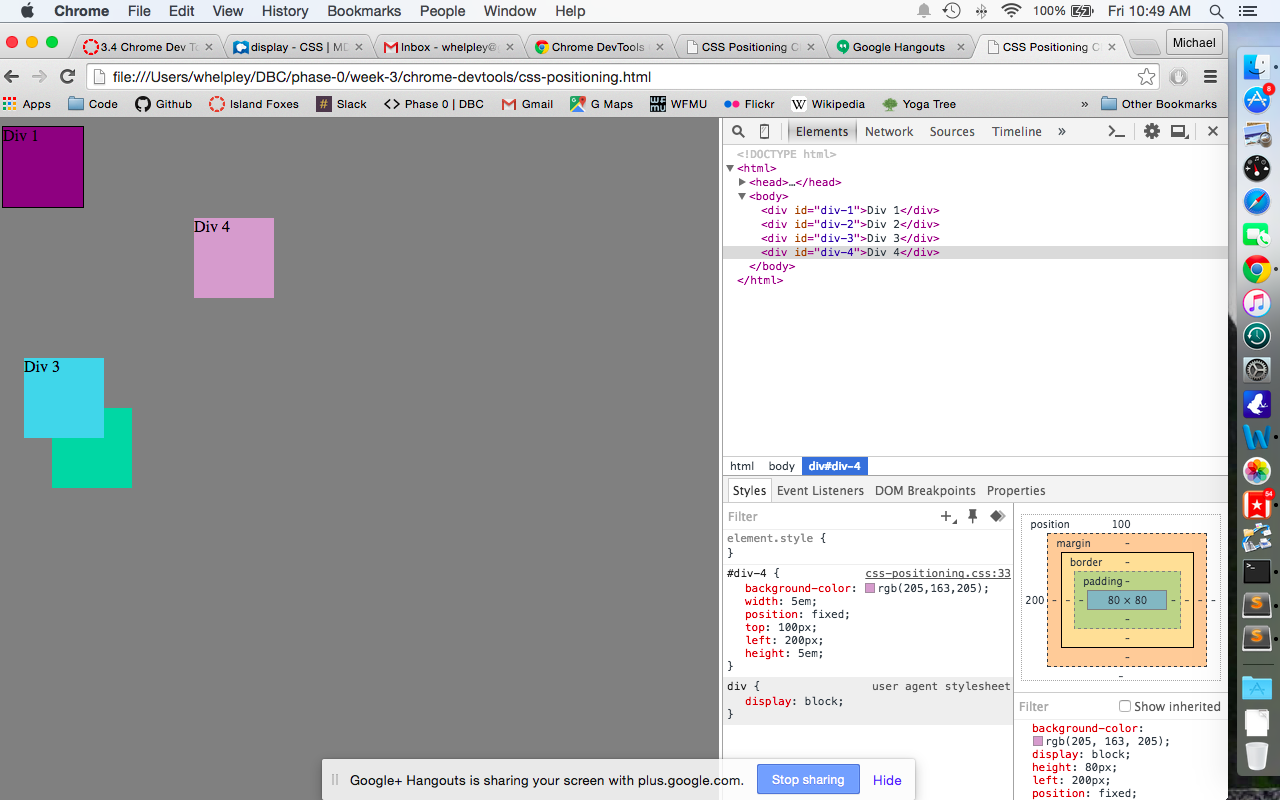 Chrome File Edit View History Bookmarks People Window Help 100% Fri 10:49 AM
3.4 Chrome Dev To display - CSS | MD Inbox - whelpley@g Chrome DevTools CSS Positioning C Google Hangouts CSS Positioning C Michael
file:///Users/whelpley/DBC/phase-0/week-3/chrome-devtools/css-positioning.html
Apps Code Github Island Foxes # Slack <> Phase 0 | DBC Gmail G Maps WFMU Flickr W Wikipedia Yoga Tree » Other Bookmarks
Div 1
Div 4
Div 3
Elements Network Sources Timeline »
<!DOCTYPE html>
▼<html>
▶<head>…</head>
▼<body>
<div id="div-1">Div 1</div>
<div id="div-2">Div 2</div>
<div id="div-3">Div 3</div>
<div id="div-4">Div 4</div>
</body>
</html>
html body div#div-4
Styles Event Listeners DOM Breakpoints Properties
Filter
element.style {
}
#div-4 { css-positioning.css:33
background-color: rgb(205,163,205);
width: 5em;
position: fixed;
top: 100px;
left: 200px;
height: 5em;
}
div { user agent stylesheet
display: block;
}
position 100
margin -
border -
padding -
200 - - - 80 × 80 - - - -
-
-
-
-
Filter Show inherited
background-color:
rgb(205, 163, 205);
display: block;
height: 80px;
left: 200px;
position: fixed;
Google+ Hangouts is sharing your screen with plus.google.com. Stop sharing Hide
8
54